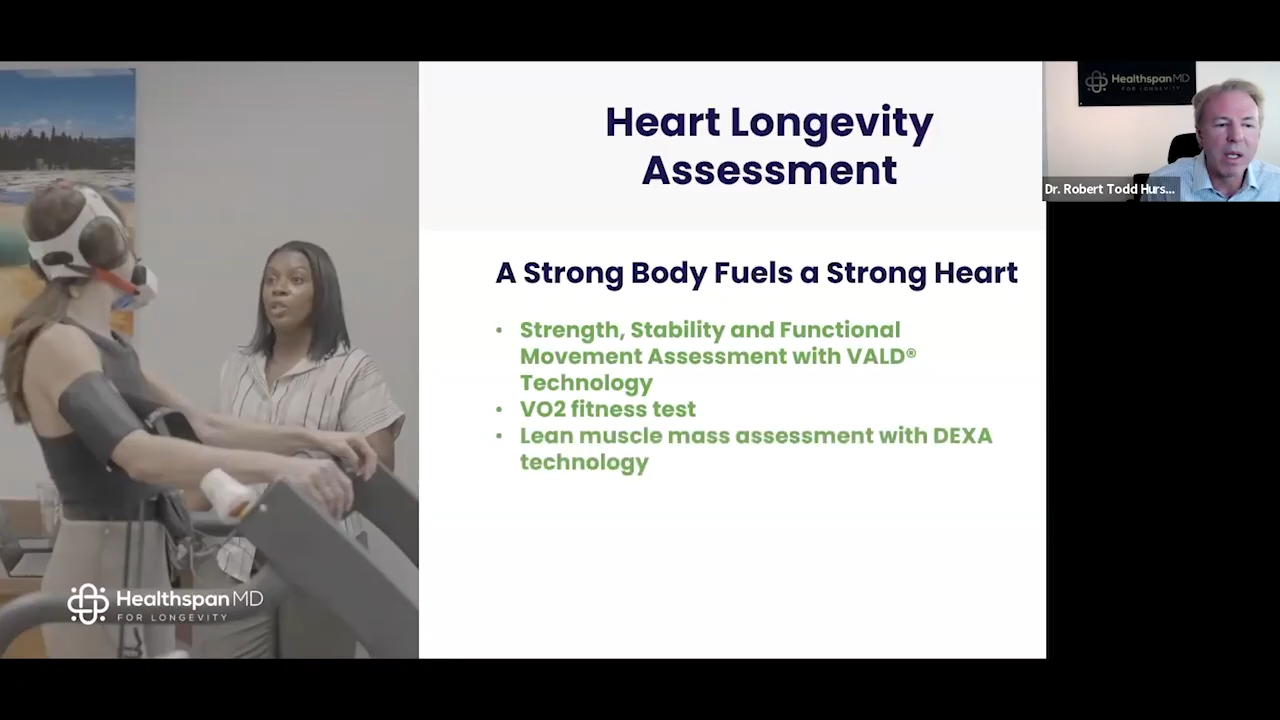 Heart Longevity
Assessment
HealthspanMD
FOR LONGEVITY
Dr. Robert Todd Hurs...
A Strong Body Fuels a Strong Heart
• Strength, Stability and Functional
Movement Assessment with VALD®
Technology
• VO2 fitness test
• Lean muscle mass assessment with DEXA
technology
HealthspanMD
FOR LONGEVITY